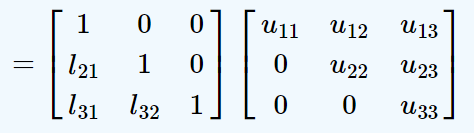 = [ 1 0 0 ] [ u₁₁ u₁₂ u₁₃ ]
[ l₂₁ 1 0 ] [ 0 u₂₂ u₂₃ ]
[ l₃₁ l₃₂ 1 ] [ 0 0 u₃₃ ]